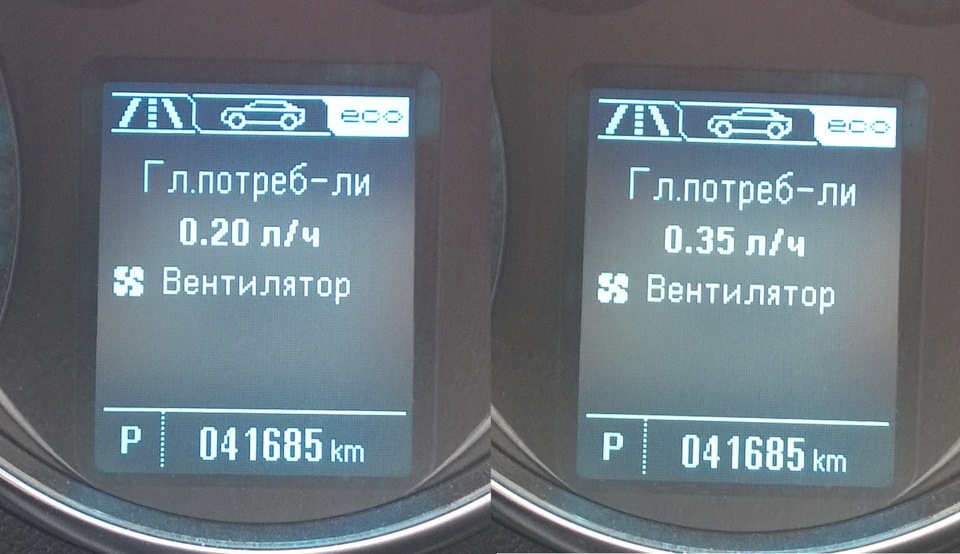 eco
Гл.потреб-ли
0.20 л/ч
Вентилятор
P 041685 km
eco
Гл.потреб-ли
0.35 л/ч
Вентилятор
P 041685 km